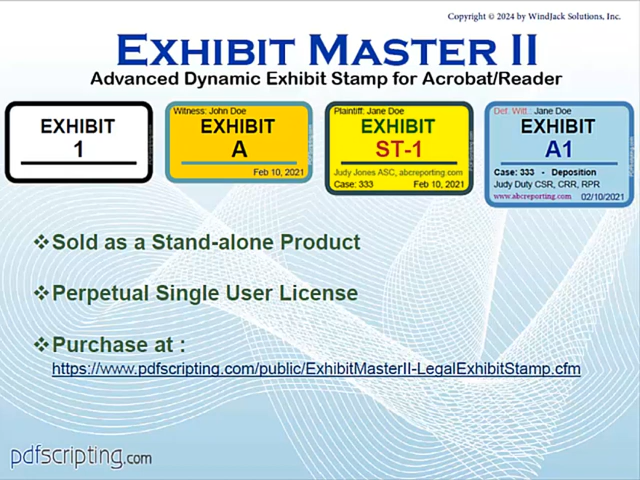 Copyright © 2024 by WindJack Solutions, Inc.
EXHIBIT MASTER II
Advanced Dynamic Exhibit Stamp for Acrobat/Reader
EXHIBIT
1
Witness: John Doe
EXHIBIT
A
Feb 10, 2021
Plaintiff: Jane Doe
EXHIBIT
ST-1
Judy Jones ASC, abcreporting.com
Case: 333 Feb 10, 2021
Def. Witt.: Jane Doe
EXHIBIT
A1
Case: 333 - Deposition
Judy Duty CSR, CRR, RPR
www.abcreporting.com 02/10/2021
❖Sold as a Stand-alone Product
❖Perpetual Single User License
❖Purchase at :
https://www.pdfscripting.com/public/ExhibitMasterII-LegalExhibitStamp.cfm
pdfscripting.com